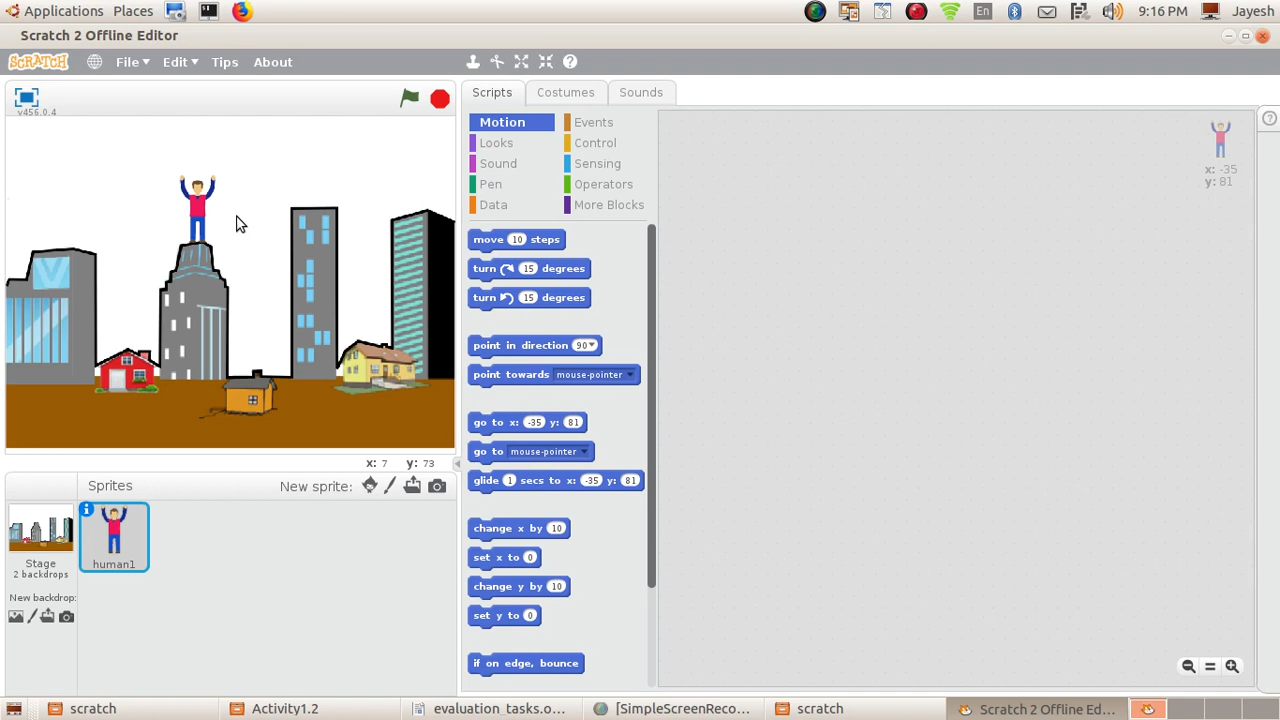 Applications Places En 9:16 PM Jayesh
Scratch 2 Offline Editor
SCRATCH File Edit Tips About
v456.0.4
Scripts Costumes Sounds
Motion Events
Looks Control
Sound Sensing
Pen Operators
Data More Blocks
x: -35
y: 81
move 10 steps
turn 15 degrees
turn 15 degrees
point in direction 90
point towards mouse-pointer
go to x: -35 y: 81
go to mouse-pointer
glide 1 secs to x: -35 y: 81
change x by 10
set x to 0
change y by 10
set y to 0
if on edge, bounce
x: 7 y: 73
Sprites New sprite:
Stage
2 backdrops
New backdrop:
human1
scratch Activity1.2 evaluation_tasks.o... [SimpleScreenReco... scratch Scratch 2 Offline Ed...